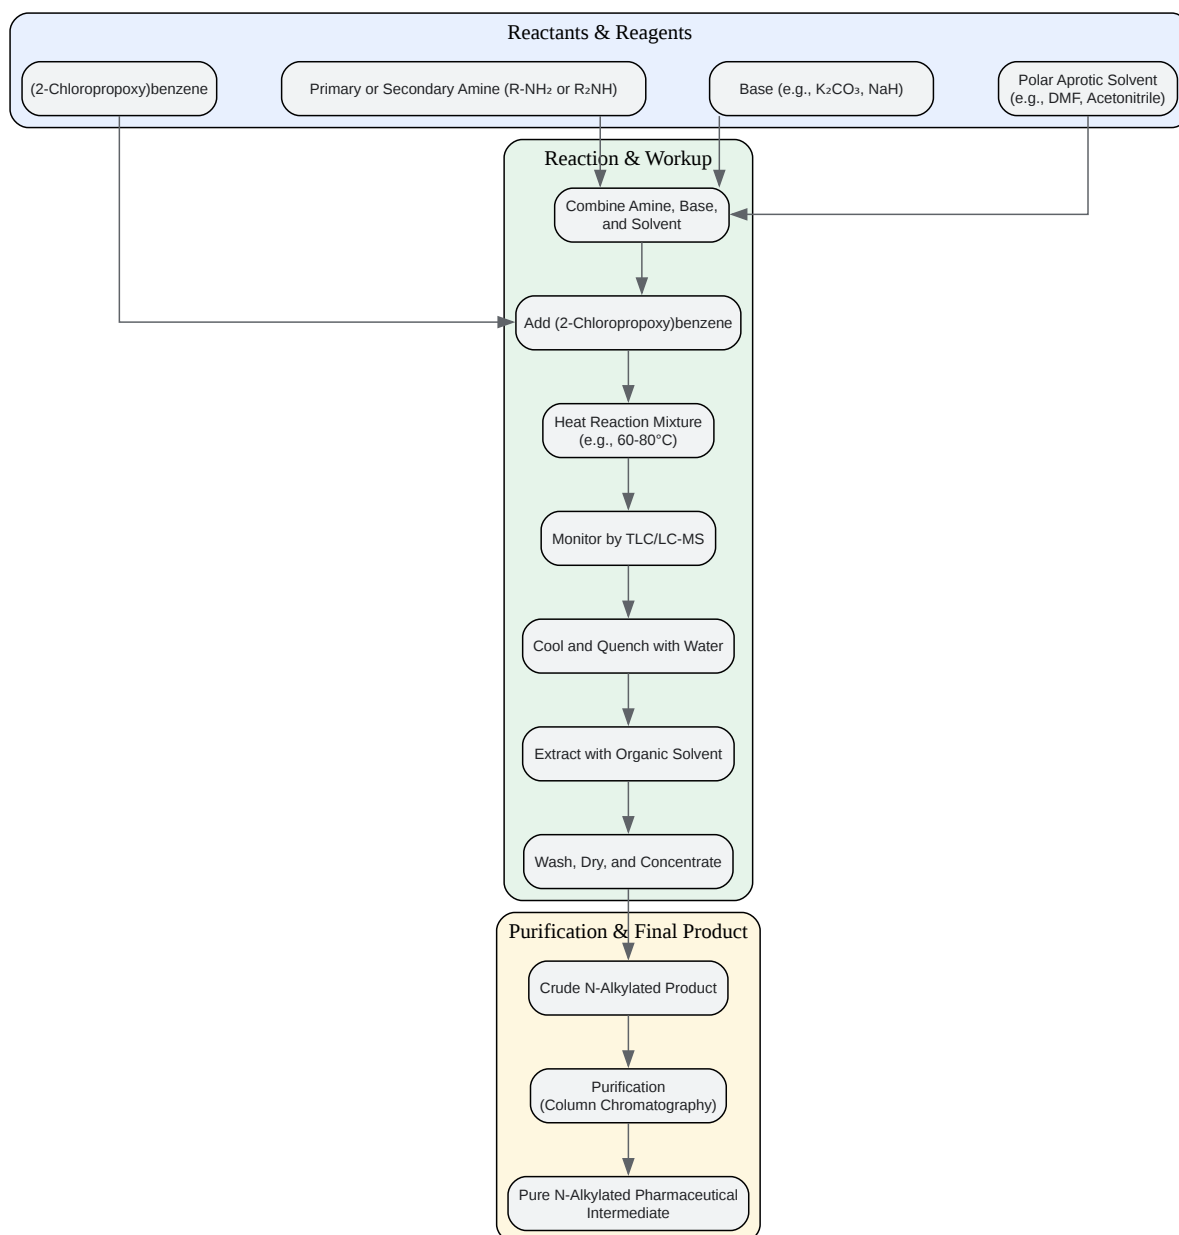 Reactants & Reagents
(2-Chloropropoxy)benzene
Primary or Secondary Amine (R-NH₂ or R₂NH)
Base (e.g., K₂CO₃, NaH)
Polar Aprotic Solvent
(e.g., DMF, Acetonitrile)
Reaction & Workup
Combine Amine, Base,
and Solvent
Add (2-Chloropropoxy)benzene
Heat Reaction Mixture
(e.g., 60-80°C)
Monitor by TLC/LC-MS
Cool and Quench with Water
Extract with Organic Solvent
Wash, Dry, and Concentrate
Purification & Final Product
Crude N-Alkylated Product
Purification
(Column Chromatography)
Pure N-Alkylated Pharmaceutical
Intermediate